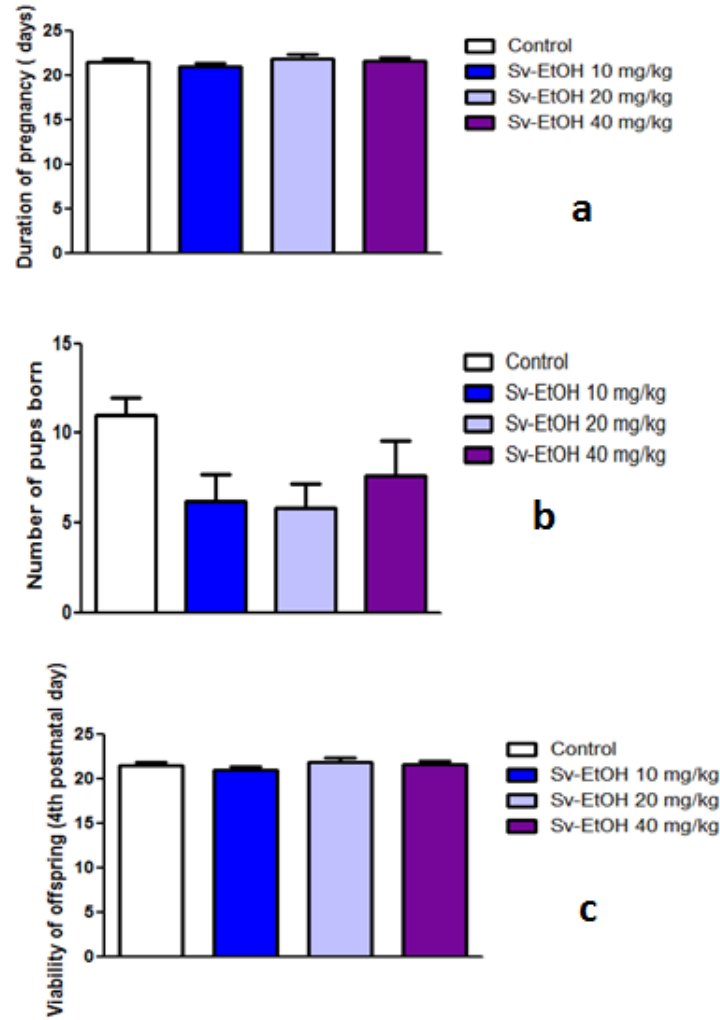 Duration of pregnancy ( days)
25
20
15
10
5
0
Control
Sv-EtOH 10 mg/kg
Sv-EtOH 20 mg/kg
Sv-EtOH 40 mg/kg
a
Number of pups born
15
10
5
0
Control
Sv-EtOH 10 mg/kg
Sv-EtOH 20 mg/kg
Sv-EtOH 40 mg/kg
b
Viability of offspring (4th postnatal day)
25
20
15
10
5
0
Control
Sv-EtOH 10 mg/kg
Sv-EtOH 20 mg/kg
Sv-EtOH 40 mg/kg
c